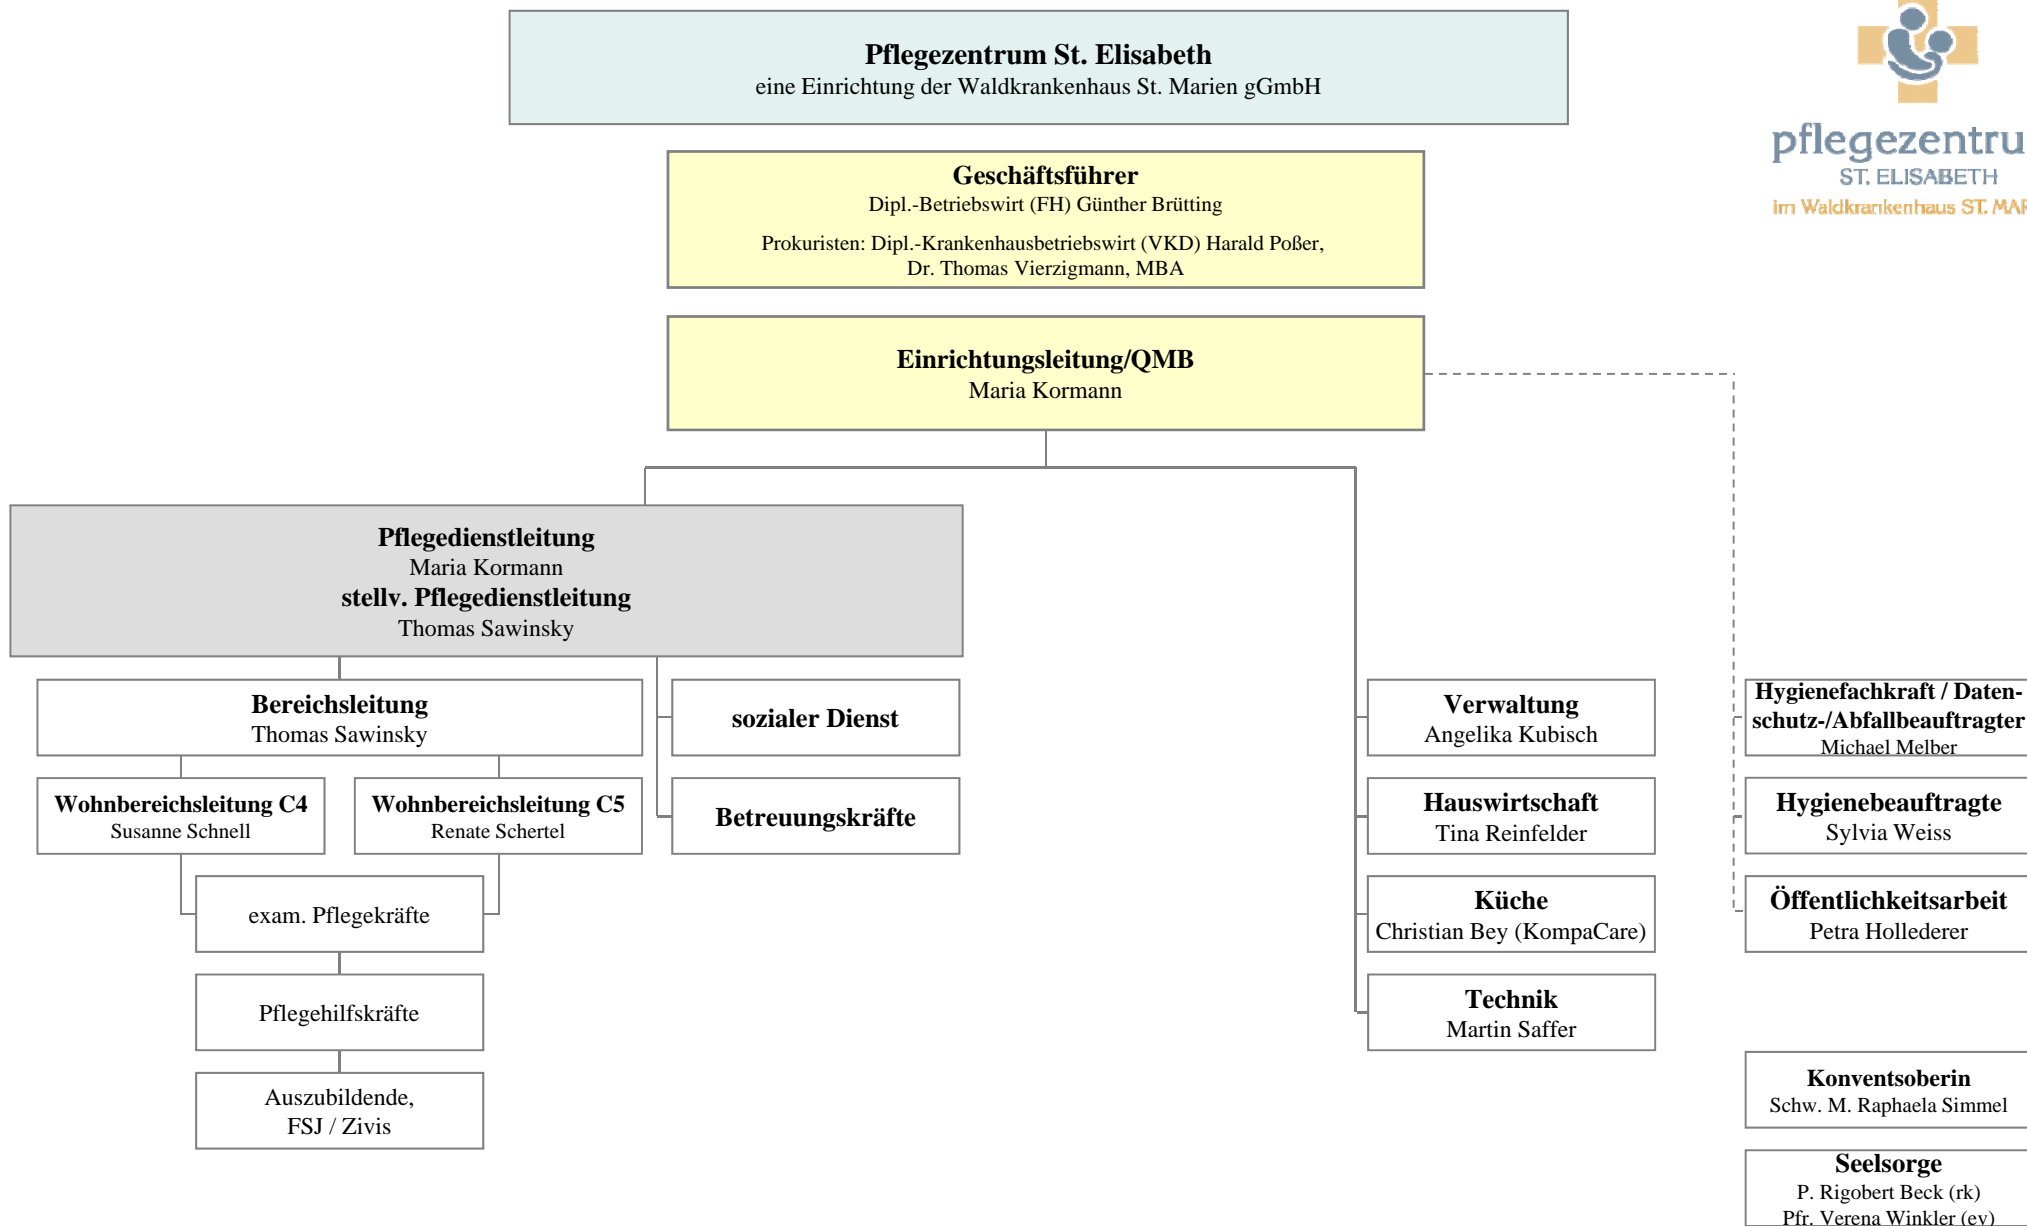 Pflegezentrum St. Elisabeth
eine Einrichtung der Waldkrankenhaus St. Marien gGmbH
pflegezentru
ST. ELISABETH
im Waldkrankenhaus ST. MAR
Geschäftsführer
Dipl.-Betriebswirt (FH) Günther Brütting
Prokuristen: Dipl.-Krankenhausbetriebswirt (VKD) Harald Poßer,
Dr. Thomas Vierzigmann, MBA
Einrichtungsleitung/QMB
Maria Kormann
Pflegedienstleitung
Maria Kormann
stellv. Pflegedienstleitung
Thomas Sawinsky
Bereichsleitung
Thomas Sawinsky
Wohnbereichsleitung C4
Susanne Schnell
Wohnbereichsleitung C5
Renate Schertel
exam. Pflegekräfte
Pflegehilfskräfte
Auszubildende,
FSJ / Zivis
sozialer Dienst
Betreuungskräfte
Verwaltung
Angelika Kubisch
Hauswirtschaft
Tina Reinfelder
Küche
Christian Bey (KompaCare)
Technik
Martin Saffer
Hygienefachkraft / Daten-
schutz-/Abfallbeauftragter
Michael Melber
Hygienebeauftragte
Sylvia Weiss
Öffentlichkeitsarbeit
Petra Hollederer
Konventsoberin
Schw. M. Raphaela Simmel
Seelsorge
P. Rigobert Beck (rk)
Pfr. Verena Winkler (ev)